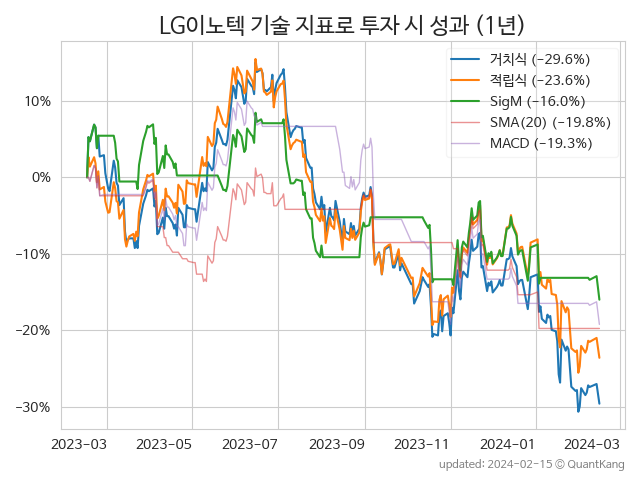 LG이노텍 기술 지표로 투자 시 성과 (1년)
거치식 (−29.6%)
적립식 (−23.6%)
SigM (−16.0%)
SMA(20) (−19.8%)
MACD (−19.3%)
10%
0%
−10%
−20%
−30%
2023-03 2023-05 2023-07 2023-09 2023-11 2024-01 2024-03
updated: 2024-02-15 © QuantKang